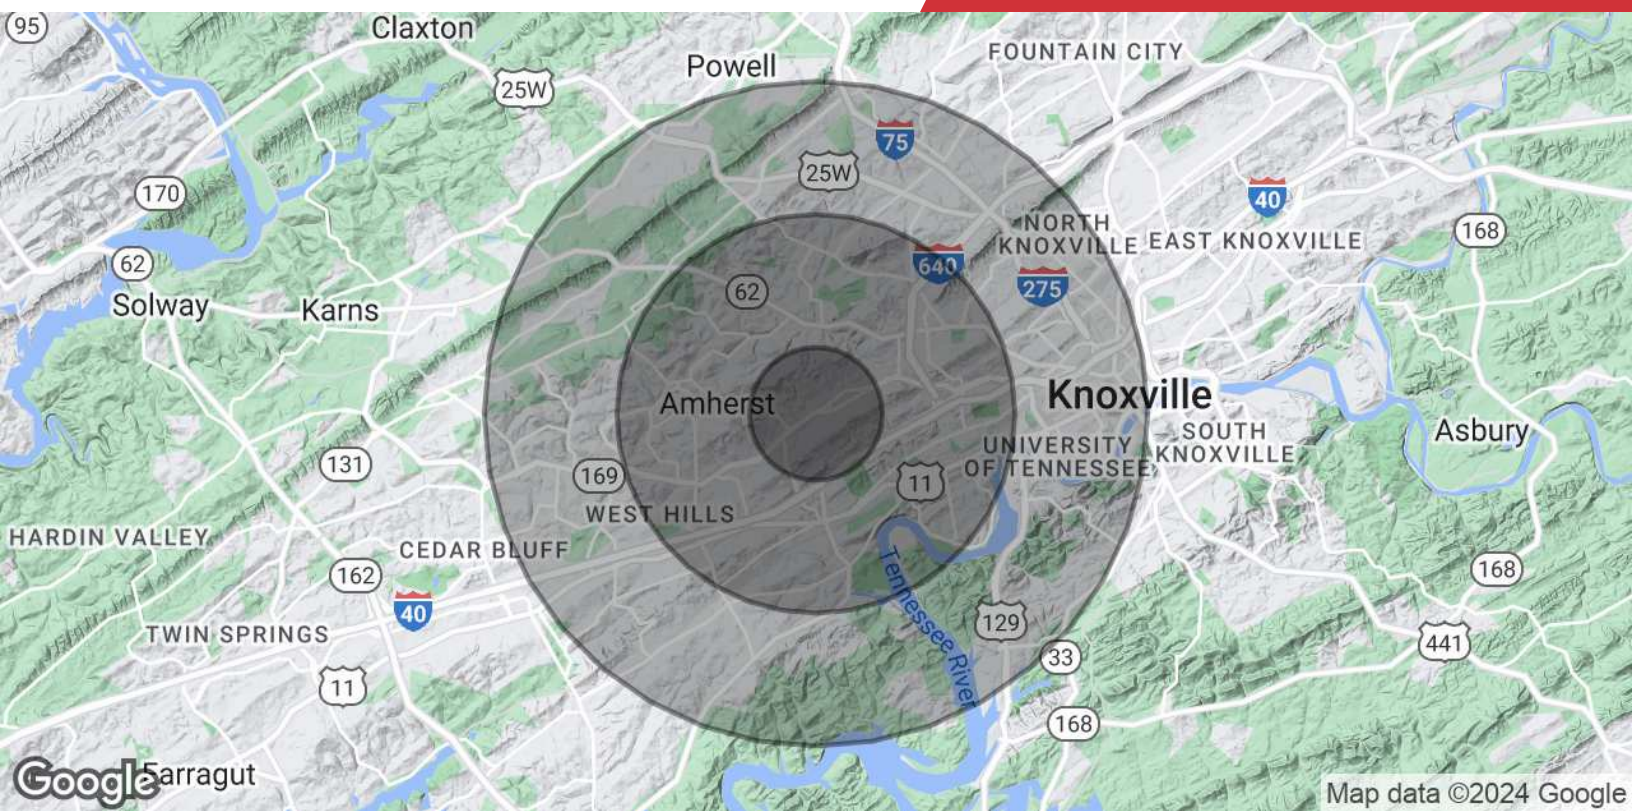 95
Claxton
Powell
FOUNTAIN CITY
25W
75
25W
170
40
NORTH
KNOXVILLE
EAST KNOXVILLE
168
62
640
275
62
Solway
Karns
Amherst
Knoxville
SOUTH
KNOXVILLE
Asbury
UNIVERSITY
OF TENNESSEE
131
169
11
WEST HILLS
HARDIN VALLEY
CEDAR BLUFF
162
168
40
Tennessee River
129
TWIN SPRINGS
33
441
11
168
Google
Farragut
Map data ©2024 Google